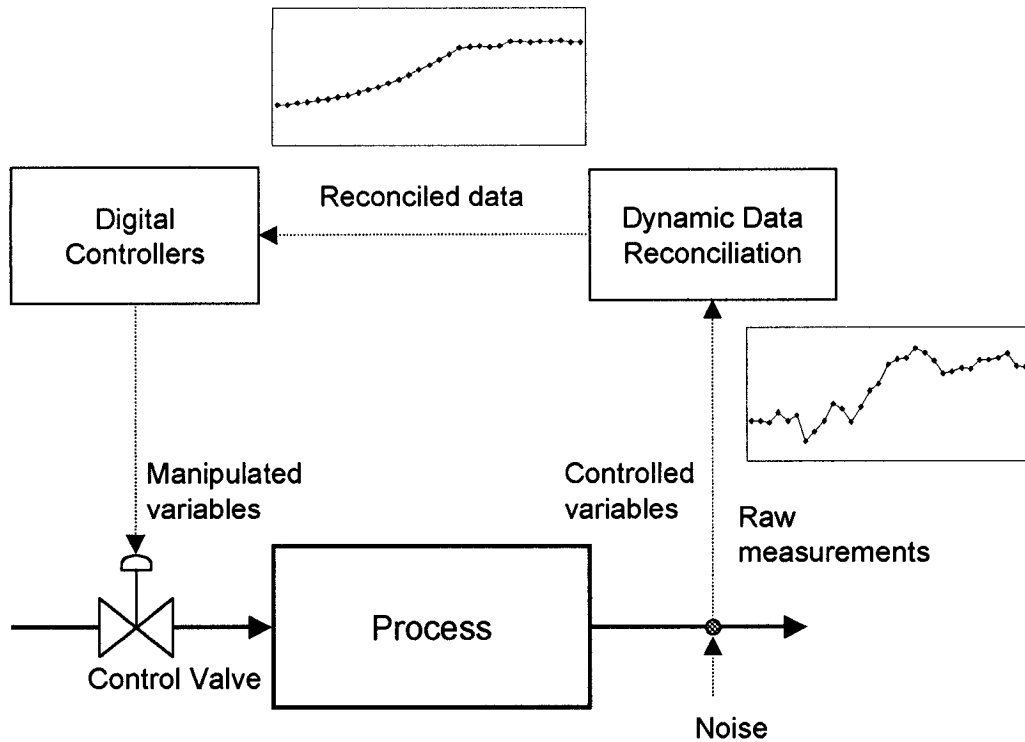 Reconciled data
Digital
Controllers
Dynamic Data
Reconciliation
Manipulated
variables
Controlled
variables
Raw
measurements
Process
Control Valve
Noise